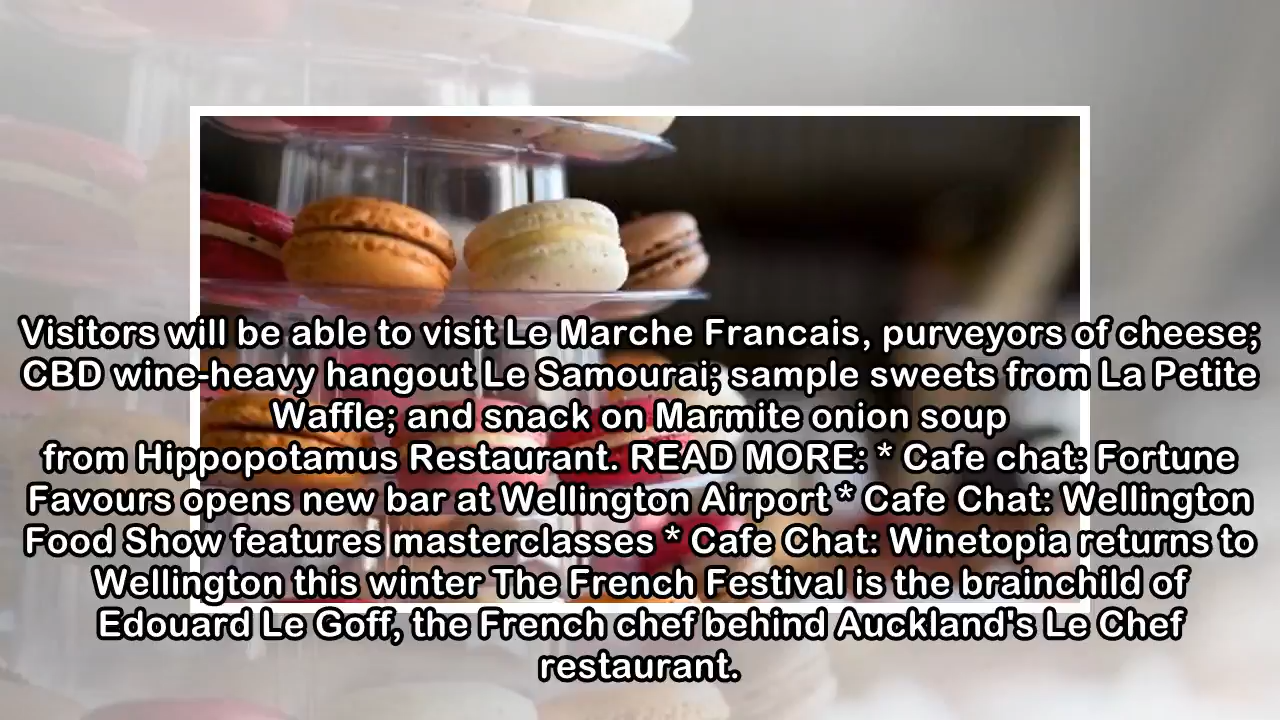 Visitors will be able to visit Le Marche Francais, purveyors of cheese;
CBD wine-heavy hangout Le Samourai; sample sweets from La Petite
Waffle; and snack on Marmite onion soup
from Hippopotamus Restaurant. READ MORE: * Cafe chat: Fortune
Favours opens new bar at Wellington Airport * Cafe Chat: Wellington
Food Show features masterclasses * Cafe Chat: Winetopia returns to
Wellington this winter The French Festival is the brainchild of
Edouard Le Goff, the French chef behind Auckland's Le Chef
restaurant.